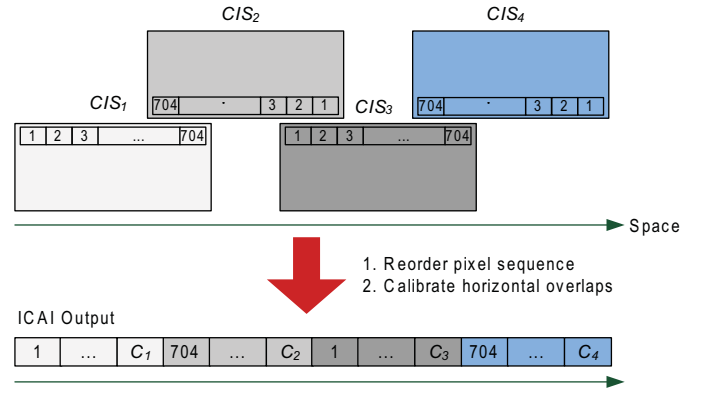 CIS2 CIS4
CIS1 704 . 3 2 1 CIS3 704 . 3 2 1
1 2 3 ... 704 1 2 3 ... 704
Space
1. Reorder pixel sequence
2. Calibrate horizontal overlaps
ICAI Output
1 ... C1 704 ... C2 1 ... C3 704 ... C4